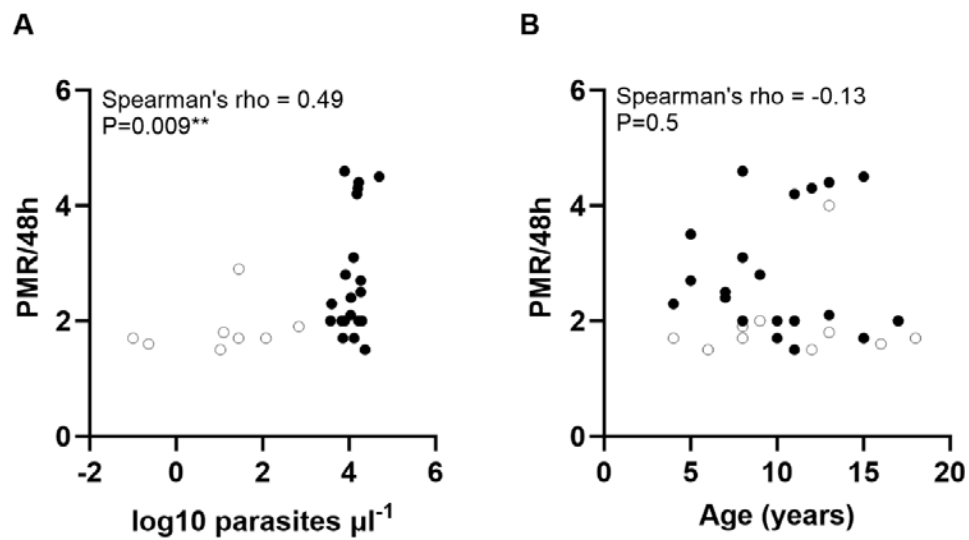 A
Spearman's rho = 0.49
P=0.009**
PMR/48h
6
4
2
0
-2 0 2 4 6
log10 parasites µl⁻¹
B
Spearman's rho = -0.13
P=0.5
PMR/48h
6
4
2
0
0 5 10 15 20
Age (years)